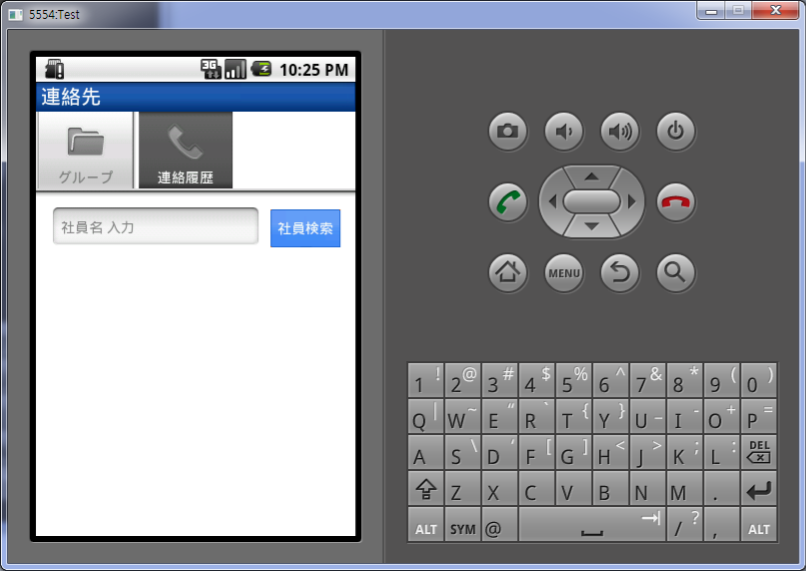 5554:Test
3G 10:25 PM
連絡先
グループ
連絡履歴
社員名 入力
社員検索
MENU
1 ! 2 @ 3 # 4 $ 5 % 6 ^ 7 & 8 * 9 ( 0 )
Q | W ~ E “ R ` T { Y } U _ I - O + P =
A S \ D ‘ F [ G ] H < J > K ; L : DEL
Z X C V B N M .
ALT SYM @ / ? , ALT